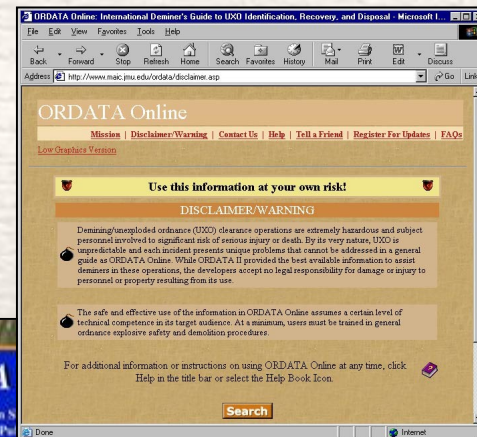 ORDATA Online: International Deminer's Guide to UXO Identification, Recovery, and Disposal - Microsoft I...
File Edit View Favorites Tools Help
Back Forward Stop Refresh Home Search Favorites History Mail Print Edit Discuss
Address http://www.maic.jmu.edu/ordata/disclaimer.asp Go Link
ORDATA Online
Mission | Disclaimer/Warning | Contact Us | Help | Tell a Friend | Register For Updates | FAQs
Low Graphics Version
Use this information at your own risk!
DISCLAIMER/WARNING
Demining/unexploded ordnance (UXO) clearance operations are extremely hazardous and subject
personnel involved to significant risk of serious injury or death. By its very nature, UXO is
unpredictable and each incident presents unique problems that cannot be addressed in a general
guide as ORDATA Online. While ORDATA II provided the best available information to assist
deminers in these operations, the developers accept no legal responsibility for damage or injury to
personnel or property resulting from its use.
The safe and effective use of the information in ORDATA Online assumes a certain level of
technical competence in its target audience. At a minimum, users must be trained in general
ordnance explosive safety and demolition procedures.
For additional information or instructions on using ORDATA Online at any time, click
Help in the title bar or select the Help Book Icon.
Search
Done Internet